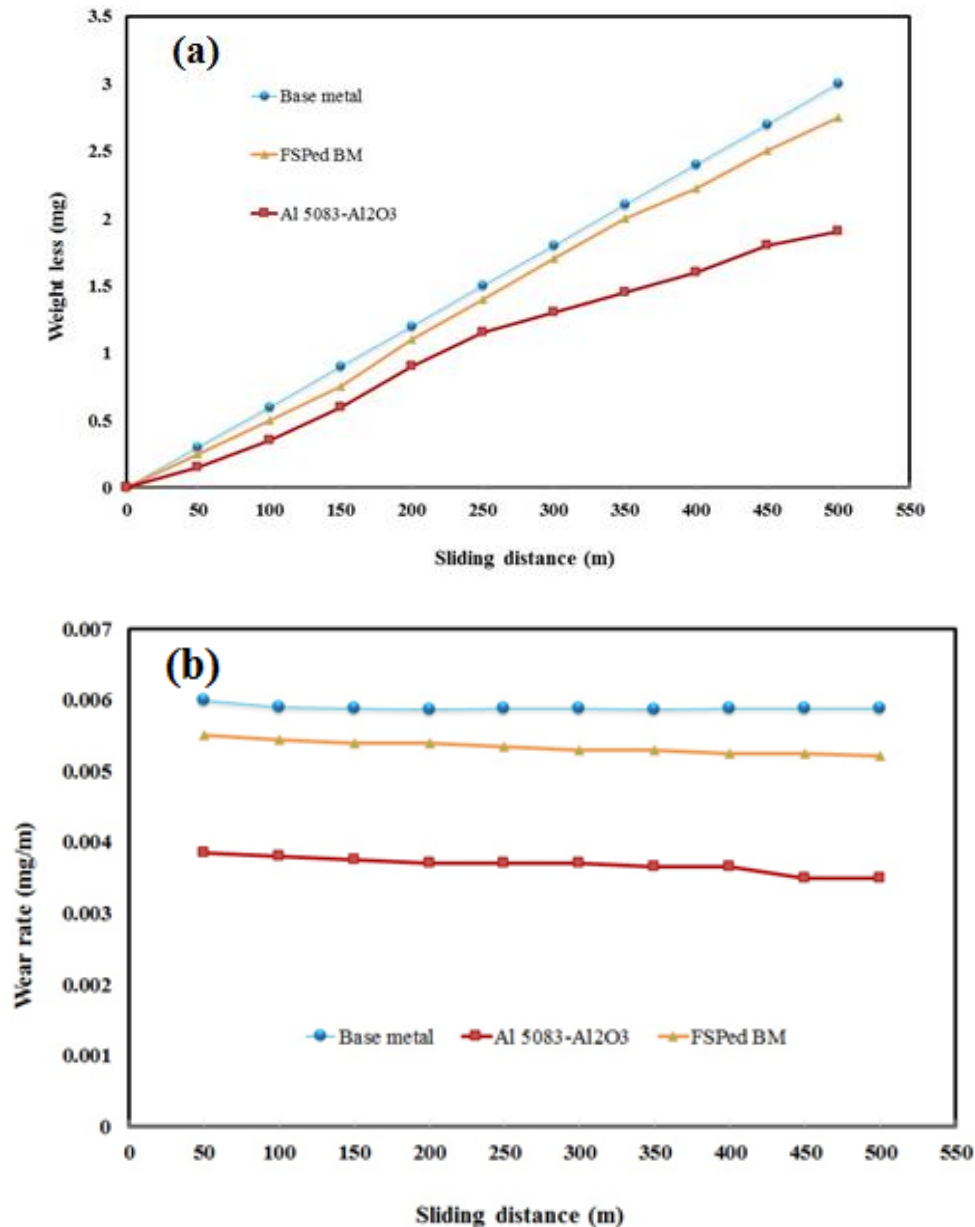 (a)
3.5
3
2.5
2
1.5
1
0.5
0
Weight less (mg)
Base metal
FSPed BM
Al 5083-Al2O3
0 50 100 150 200 250 300 350 400 450 500 550
Sliding distance (m)
(b)
0.007
0.006
0.005
0.004
0.003
0.002
0.001
0
Wear rate (mg/m)
Base metal Al 5083-Al2O3 FSPed BM
0 50 100 150 200 250 300 350 400 450 500 550
Sliding distance (m)